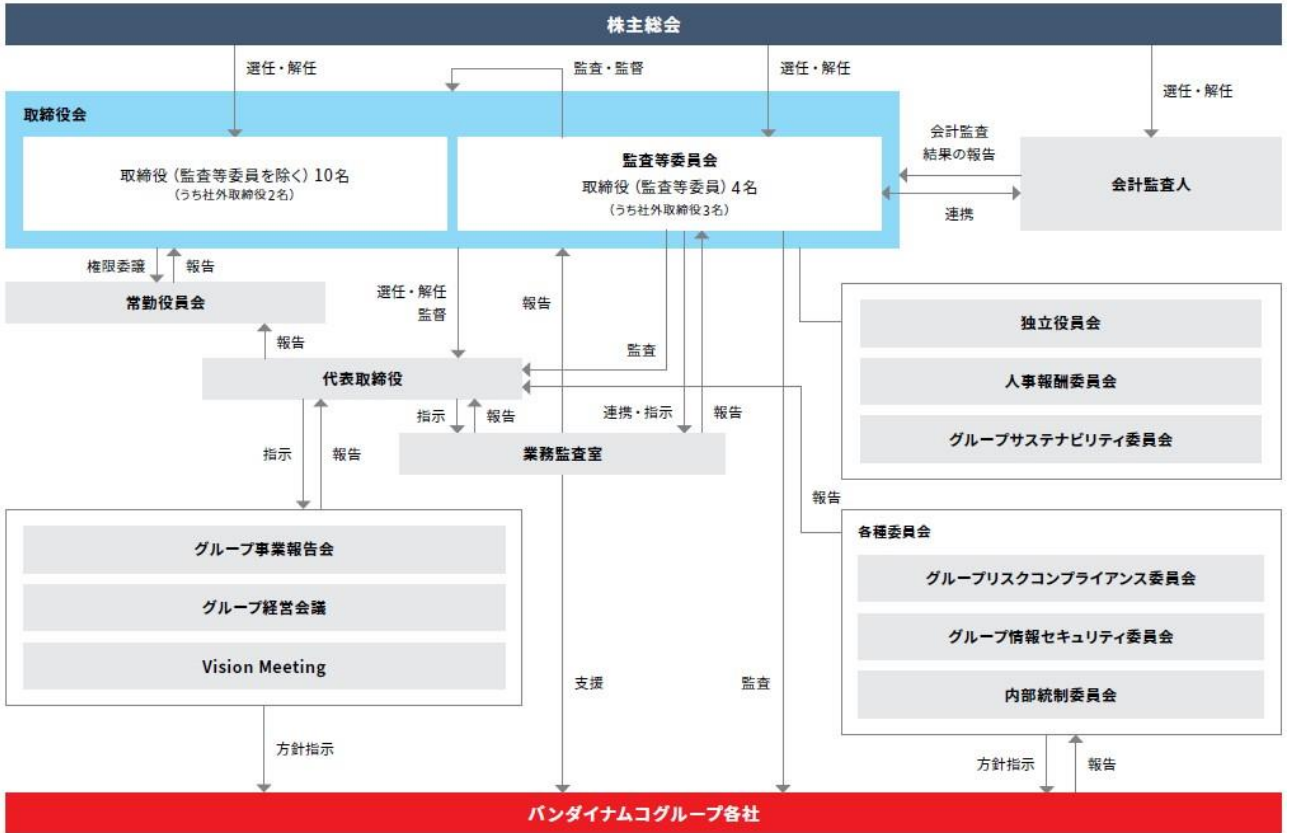 株主総会
選任・解任
監査・監督
選任・解任
選任・解任
取締役会
取締役（監査等委員を除く）10名
（うち社外取締役2名）
監査等委員会
取締役（監査等委員）4名
（うち社外取締役3名）
会計監査
結果の報告
連携
会計監査人
権限委譲
報告
常勤役員会
選任・解任
監督
報告
報告
監査
代表取締役
指示
報告
連携・指示
報告
業務監査室
指示
報告
独立役員会
人事報酬委員会
グループサステナビリティ委員会
報告
グループ事業報告会
グループ経営会議
Vision Meeting
各種委員会
グループリスクコンプライアンス委員会
グループ情報セキュリティ委員会
内部統制委員会
支援
監査
方針指示
方針指示
報告
バンダイナムコグループ各社